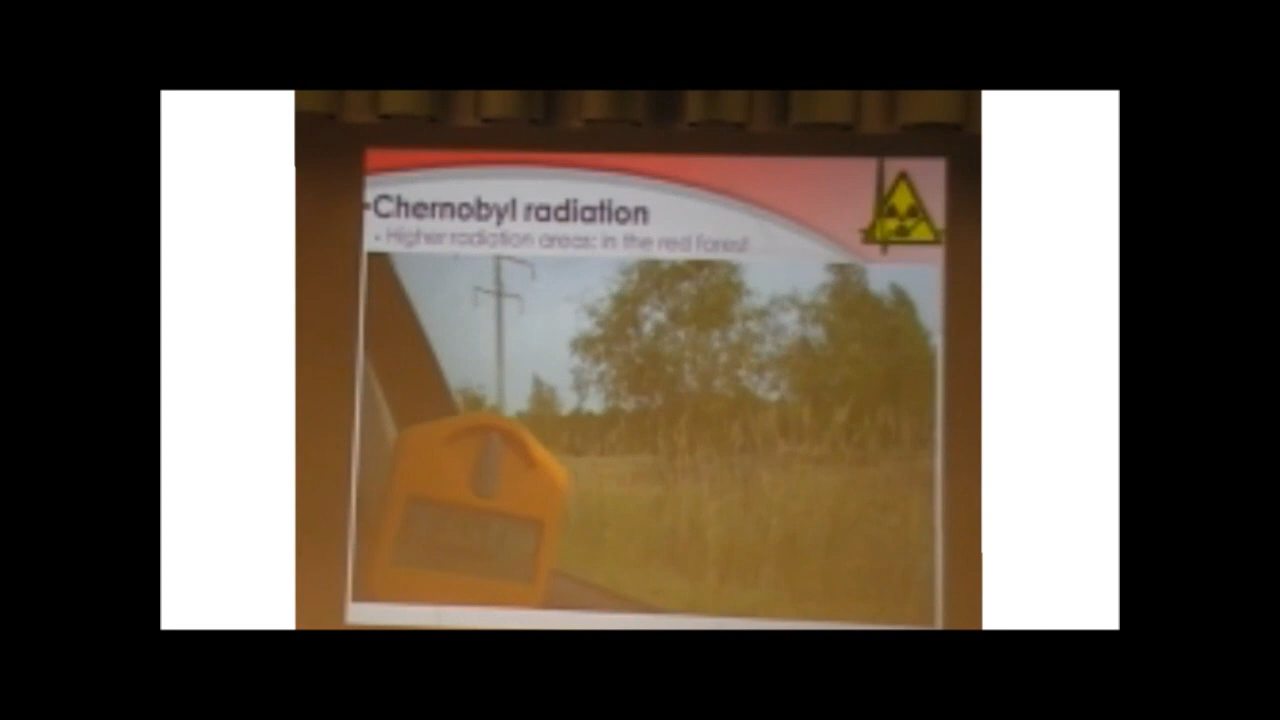 Chernobyl radiation
Higher radiation areas: in the red forest